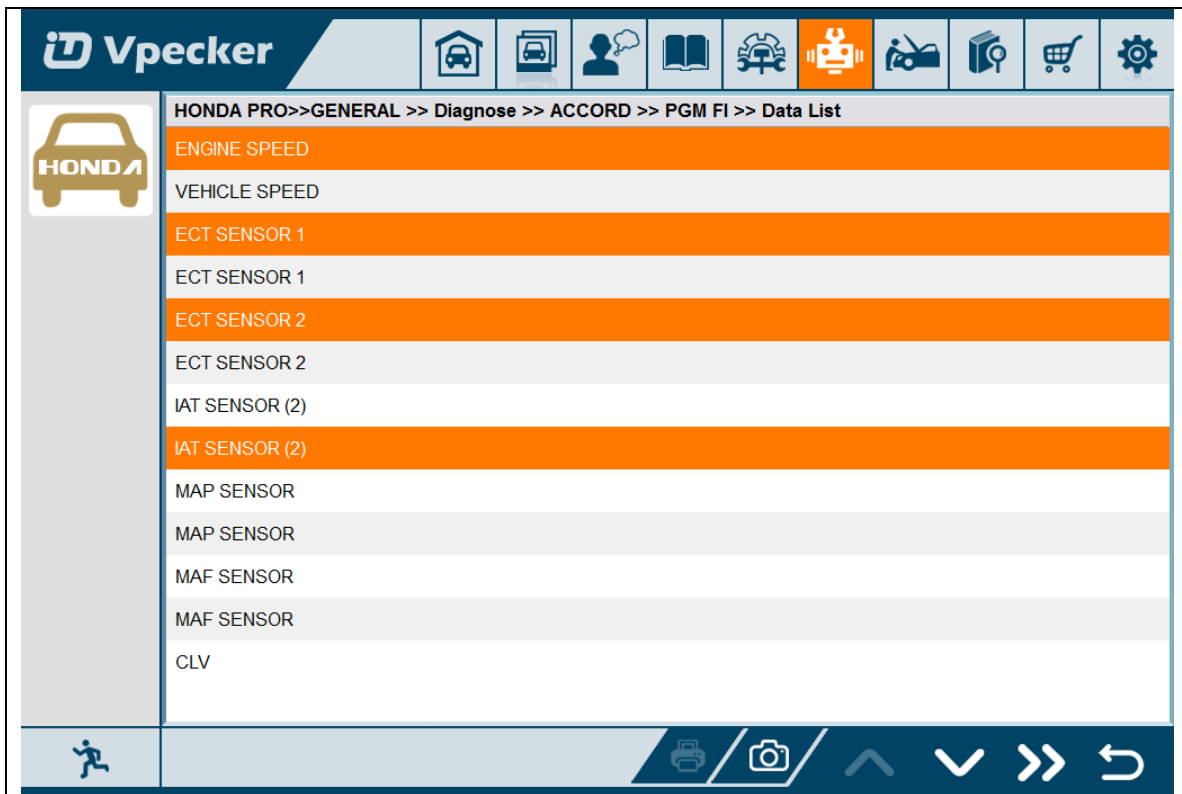 Vpecker
HONDA PRO>>GENERAL >> Diagnose >> ACCORD >> PGM FI >> Data List
HONDA
ENGINE SPEED
VEHICLE SPEED
ECT SENSOR 1
ECT SENSOR 1
ECT SENSOR 2
ECT SENSOR 2
IAT SENSOR (2)
IAT SENSOR (2)
MAP SENSOR
MAP SENSOR
MAF SENSOR
MAF SENSOR
CLV